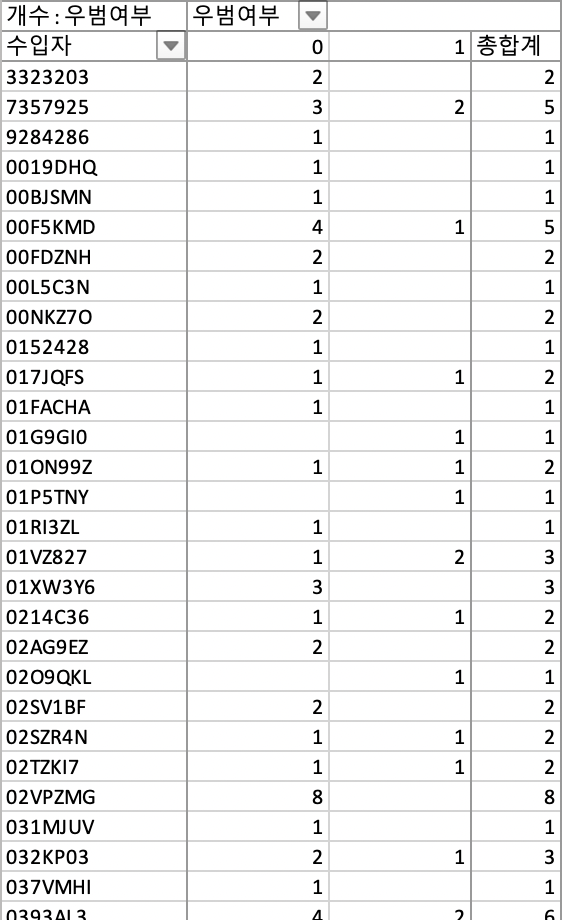 개수 : 우범여부 우범여부
수입자 0 1 총합계
3323203 2 2
7357925 3 2 5
9284286 1 1
0019DHQ 1 1
00BJSMN 1 1
00F5KMD 4 1 5
00FDZNH 2 2
00L5C3N 1 1
00NKZ7O 2 2
0152428 1 1
017JQFS 1 1 2
01FACHA 1 1
01G9GI0 1 1
01ON99Z 1 1 2
01P5TNY 1 1
01RI3ZL 1 1
01VZ827 1 2 3
01XW3Y6 3 3
0214C36 1 1 2
02AG9EZ 2 2
02O9QKL 1 1
02SV1BF 2 2
02SZR4N 1 1 2
02TZKI7 1 1 2
02VPZMG 8 8
031MJUV 1 1
032KP03 2 1 3
037VMHI 1 1
0393AL3 4 2 6